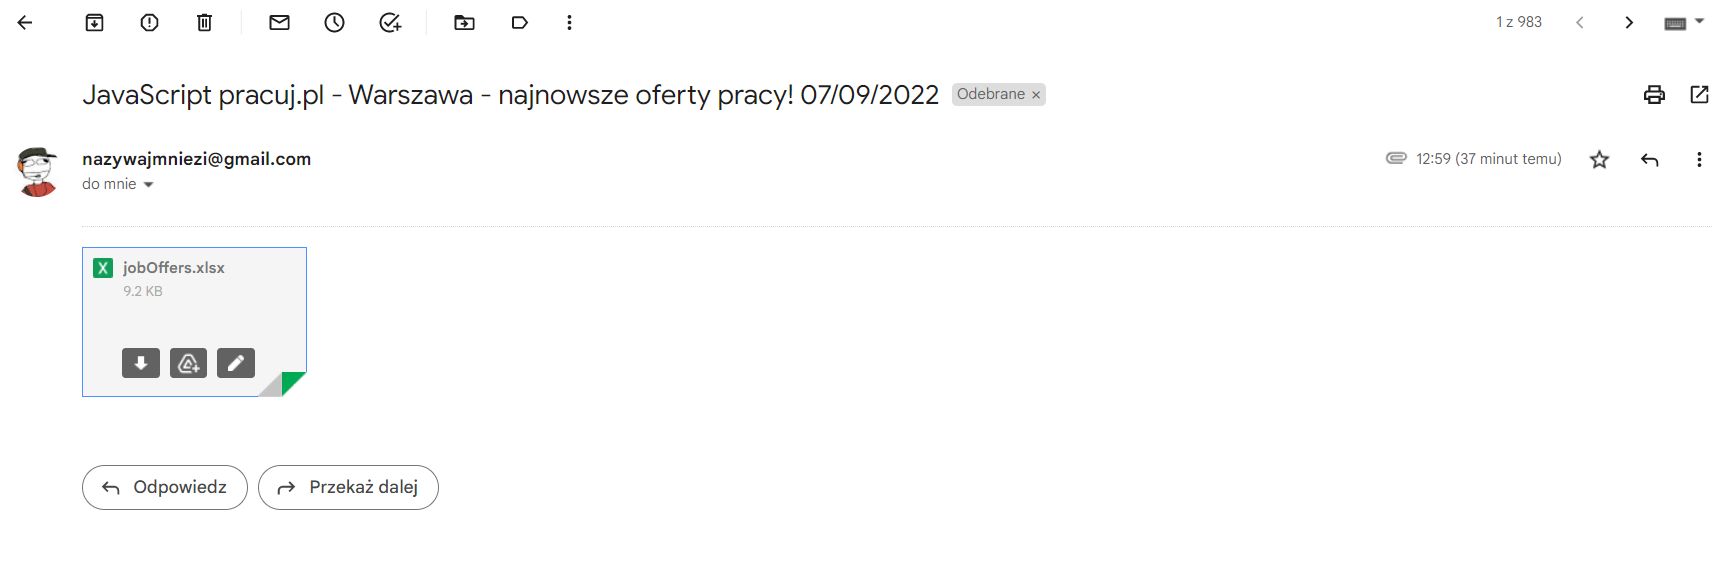 1 z 983
JavaScript pracuj.pl - Warszawa - najnowsze oferty pracy! 07/09/2022 Odebrane ×
nazywajmniezi@gmail.com
12:59 (37 minut temu)
do mnie
X jobOffers.xlsx
9.2 KB
Odpowiedz Przekaż dalej